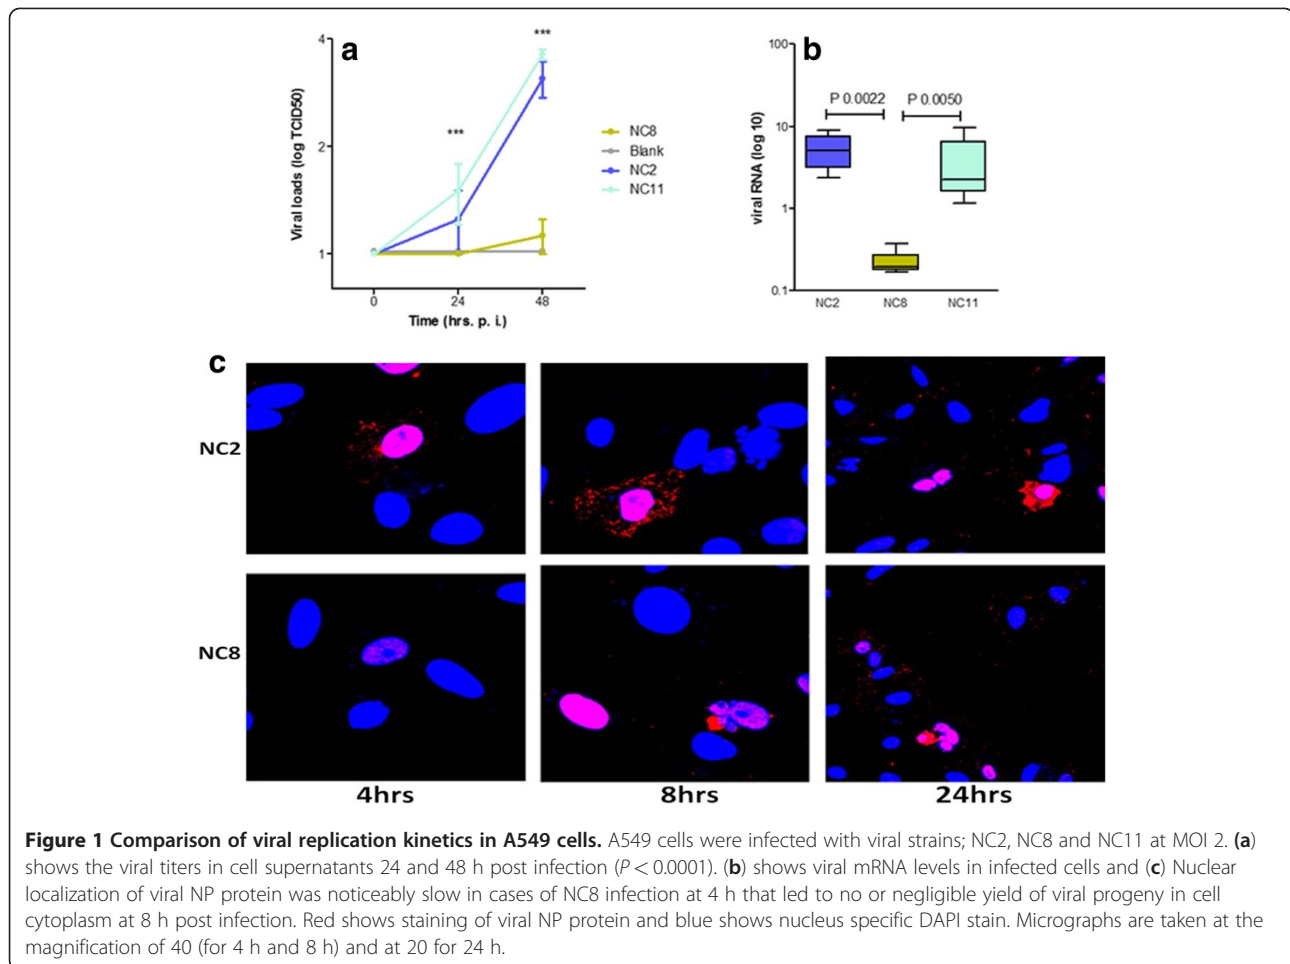 a
4
2
1
Viral loads (log TCID50)
***
***
0
24
48
Time (hrs. p. i.)
NC8
Blank
NC2
NC11
b
100
10
1
0.1
viral RNA (log 10)
P 0.0022
P 0.0050
NC2
NC8
NC11
c
NC2
NC8
4hrs
8hrs
24hrs
Figure 1 Comparison of viral replication kinetics in A549 cells. A549 cells were infected with viral strains; NC2, NC8 and NC11 at MOI 2. (a)
shows the viral titers in cell supernatants 24 and 48 h post infection (P < 0.0001). (b) shows viral mRNA levels in infected cells and (c) Nuclear
localization of viral NP protein was noticeably slow in cases of NC8 infection at 4 h that led to no or negligible yield of viral progeny in cell
cytoplasm at 8 h post infection. Red shows staining of viral NP protein and blue shows nucleus specific DAPI stain. Micrographs are taken at the
magnification of 40 (for 4 h and 8 h) and at 20 for 24 h.